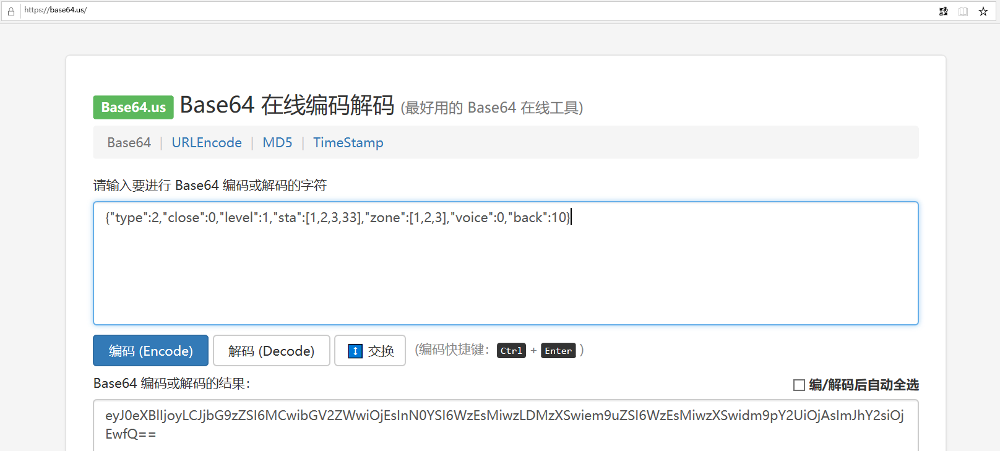 https://base64.us/
Base64.us Base64 在线编码解码 (最好用的 Base64 在线工具)
Base64 | URLEncode | MD5 | TimeStamp
请输入要进行 Base64 编码或解码的字符
{"type":2,"close":0,"level":1,"sta":[1,2,3,33],"zone":[1,2,3],"voice":0,"back":10}
编码 (Encode) 解码 (Decode) 交换 (编码快捷键: Ctrl + Enter )
Base64 编码或解码的结果: 编/解码后自动全选
eyJ0eXBlIjoyLCJjbG9zZSI6MCwibGV2ZWwiOjEsInN0YSI6WzEsMiwzLDMzXSwiem9uZSI6WzEsMiwzXSwidm9pY2UiOjAsImJhY2siOj
EwfQ==